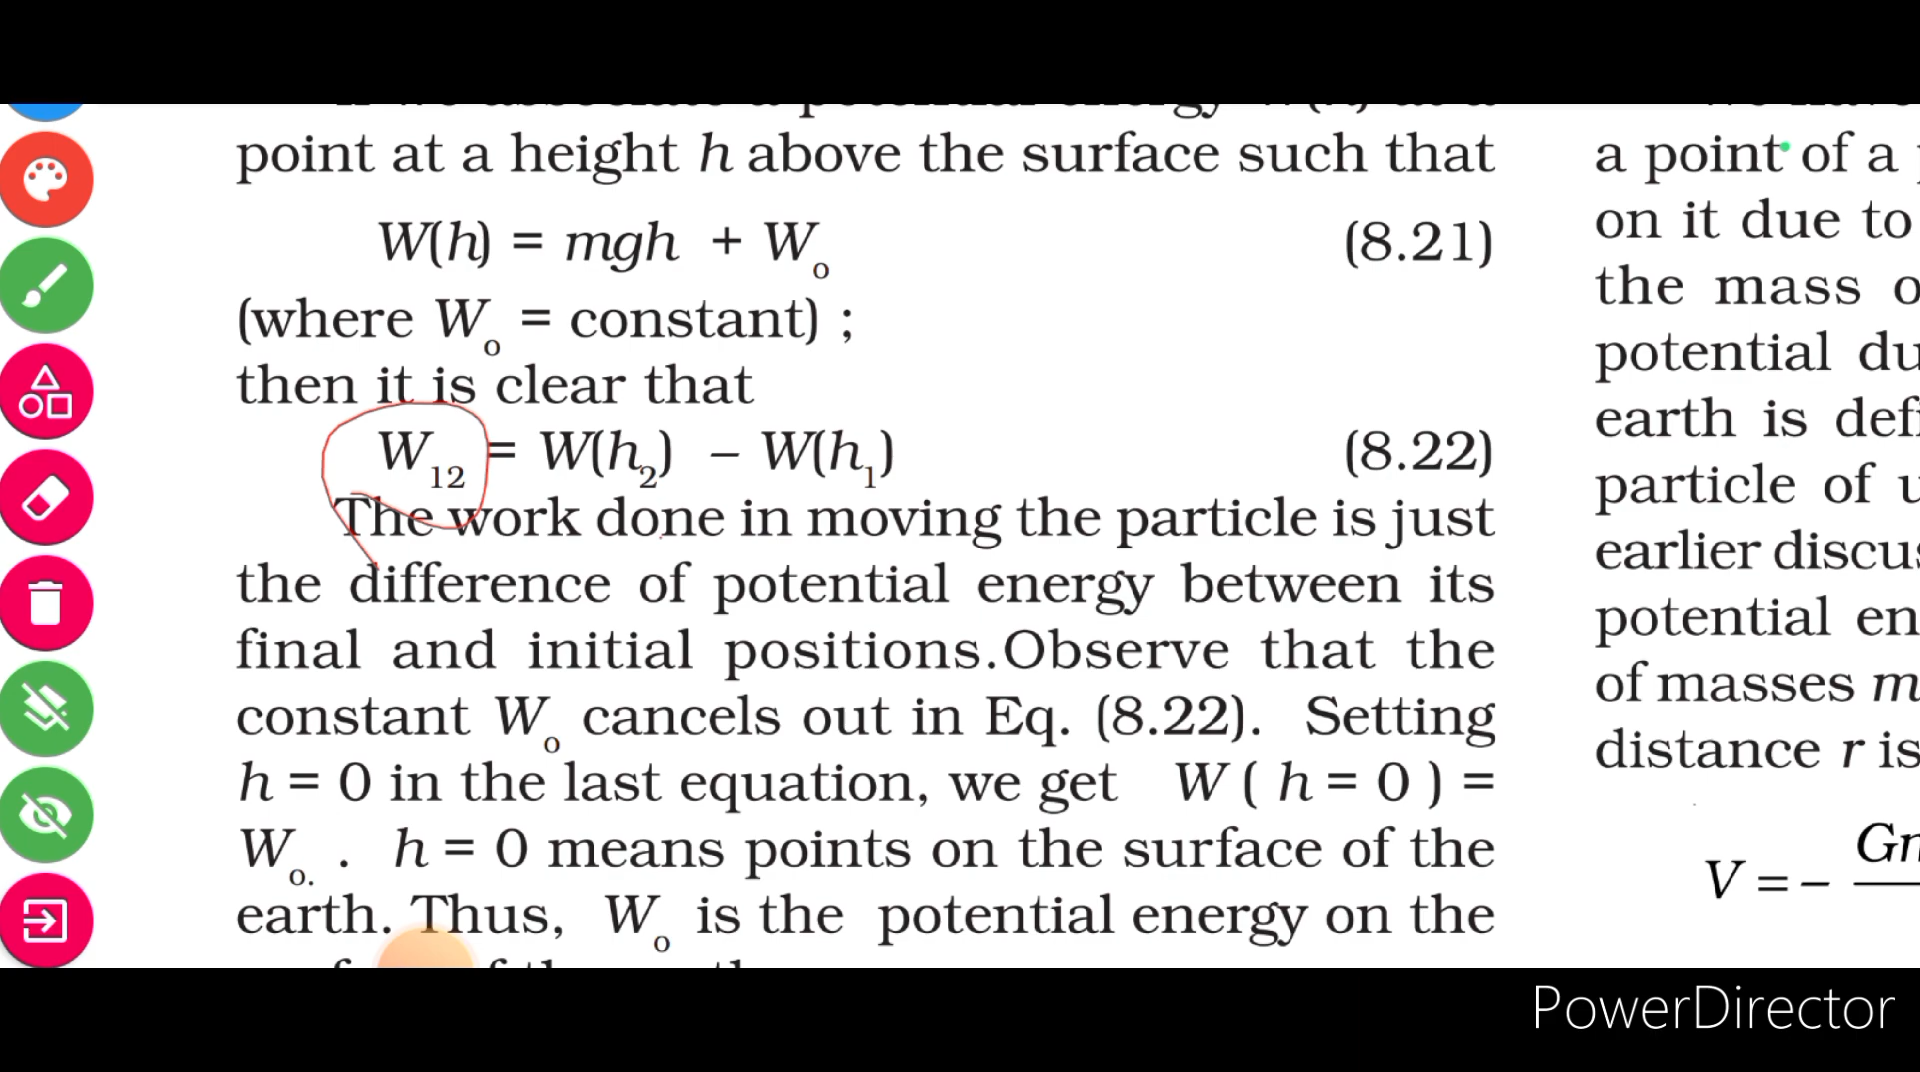 point at a height h above the surface such that
W(h) = mgh + Wo (8.21)
(where Wo = constant) ;
then it is clear that
W12 = W(h2) – W(h1) (8.22)
The work done in moving the particle is just
the difference of potential energy between its
final and initial positions.Observe that the
constant Wo cancels out in Eq. (8.22). Setting
h = 0 in the last equation, we get W ( h = 0 ) =
Wo. . h = 0 means points on the surface of the
earth. Thus, Wo is the potential energy on the
a point of a
on it due to
the mass
potential
earth is
particle of
earlier
potential
of masses
distance r is
V = –
PowerDirector